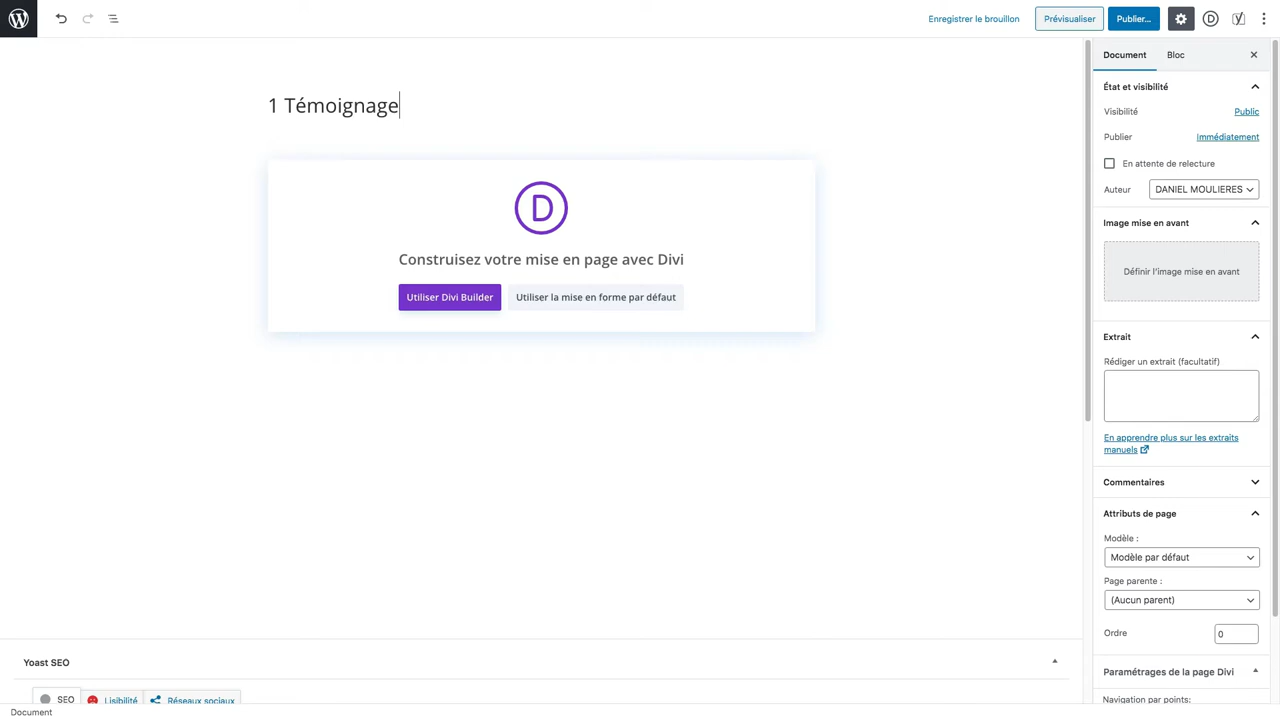 Enregistrer le brouillon
Prévisualiser
Publier...
1 Témoignage
D
Construisez votre mise en page avec Divi
Utiliser Divi Builder
Utiliser la mise en forme par défaut
Document
Bloc
État et visibilité
Visibilité
Public
Publier
Immédiatement
En attente de relecture
Auteur
DANIEL MOULIERES
Image mise en avant
Définir l'image mise en avant
Extrait
Rédiger un extrait (facultatif)
En apprendre plus sur les extraits
manuels
Commentaires
Attributs de page
Modèle :
Modèle par défaut
Page parente :
(Aucun parent)
Ordre
0
Paramétrages de la page Divi
Navigation par points:
Yoast SEO
SEO
Lisibilité
Réseaux sociaux
Document